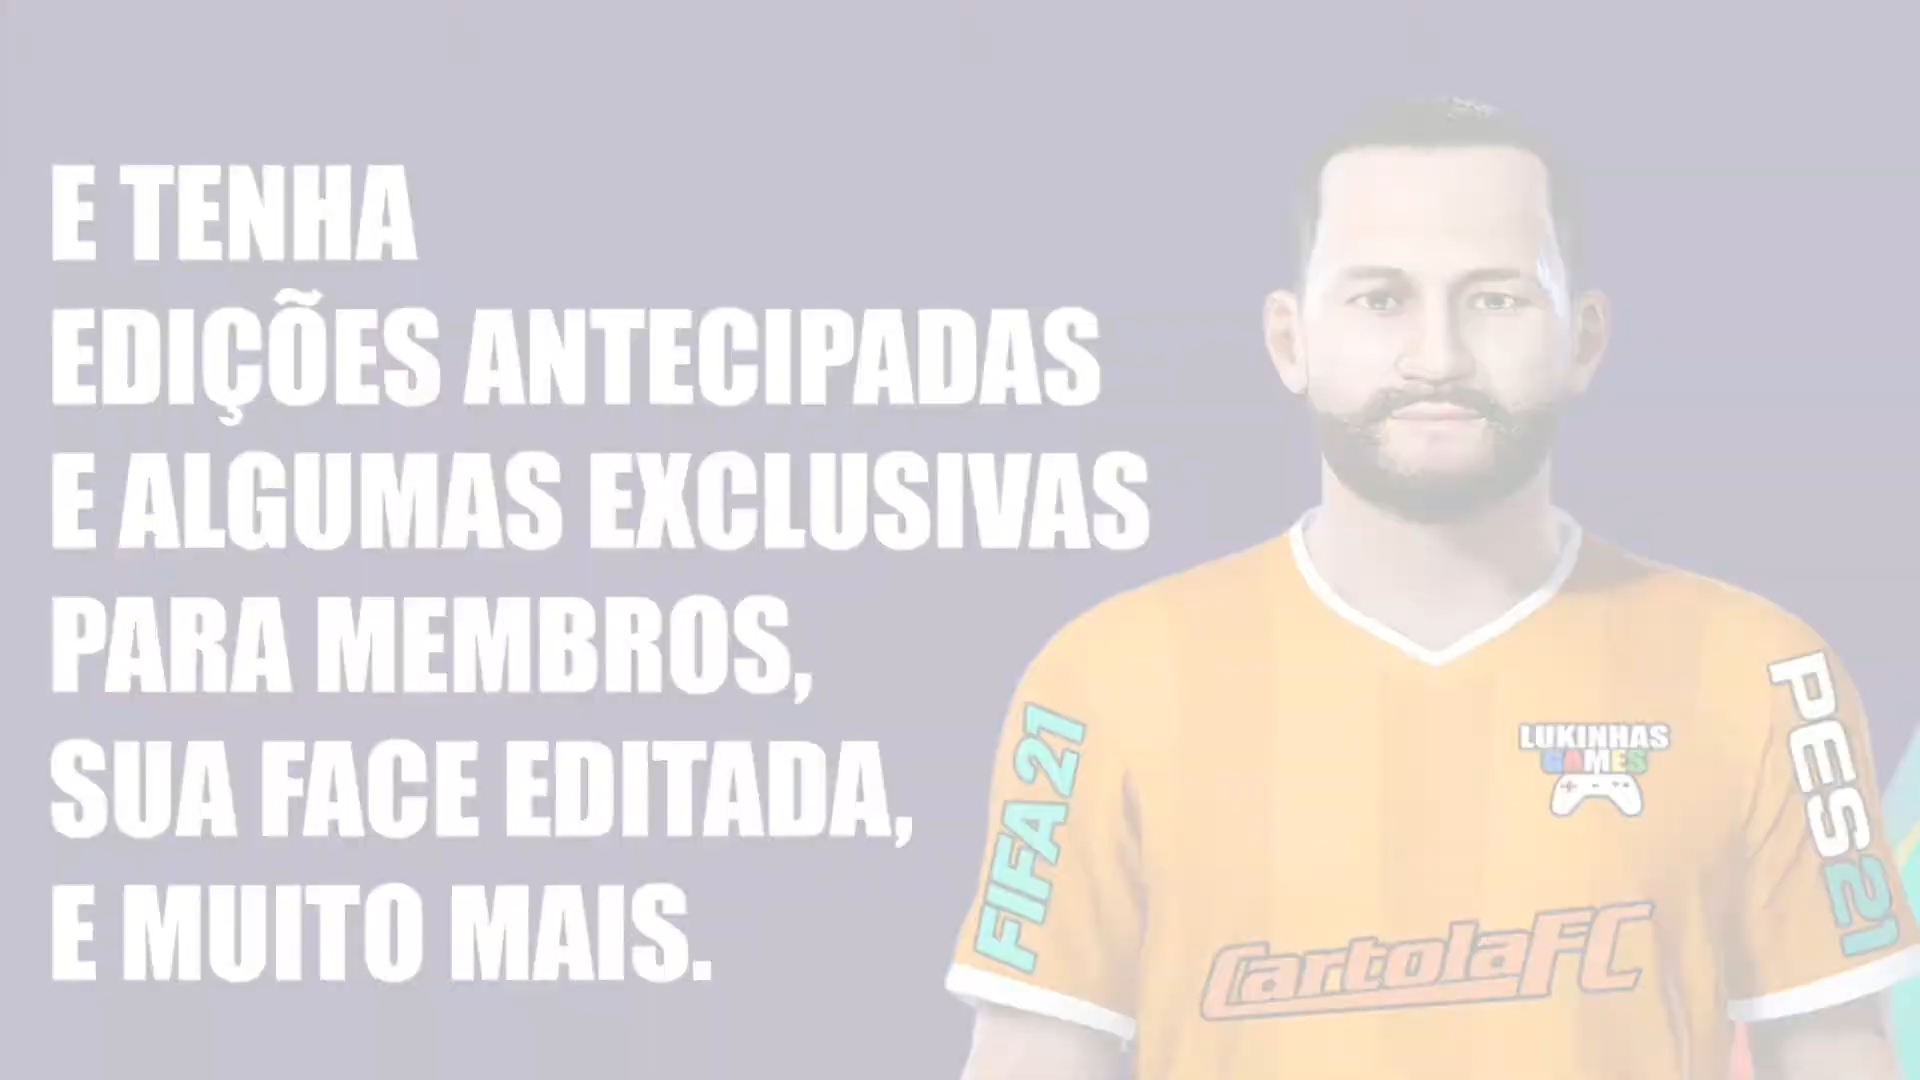 E TENHA
EDIÇÕES ANTECIPADAS
E ALGUMAS EXCLUSIVAS
PARA MEMBROS,
SUA FACE EDITADA,
E MUITO MAIS.
FIFA 21
LUKINHAS
GAMES
PES21
CartolaFC